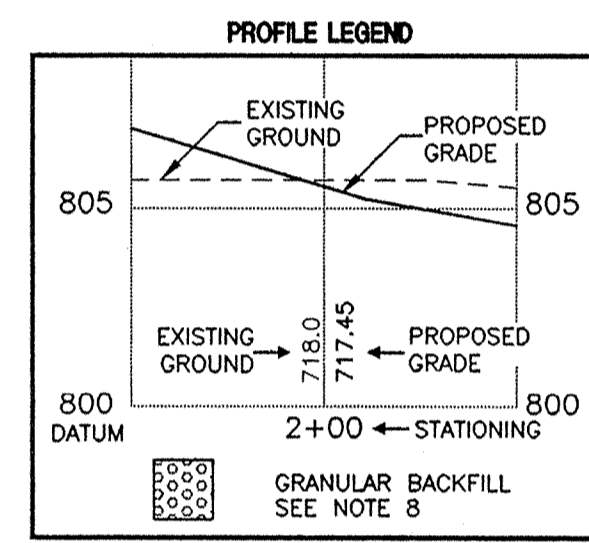 PROFILE LEGEND
EXISTING
GROUND
PROPOSED
GRADE
805
805
EXISTING
GROUND
718.0
717.45
PROPOSED
GRADE
800
800
DATUM
2+00
STATIONING
GRANULAR BACKFILL
SEE NOTE 8